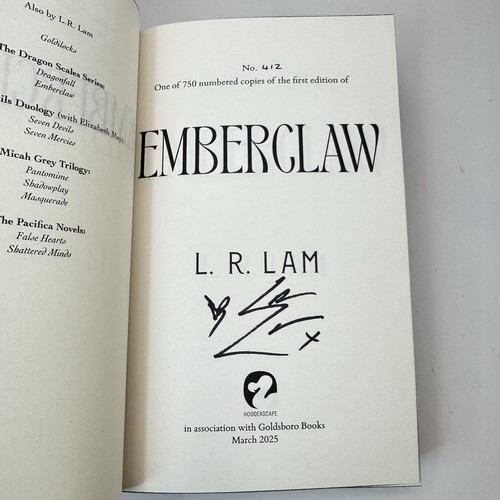 Also by L.R. Lam
Goldilocks
The Dragon Scales Series:
Dragonfall
Emberclaw
ils Duology (with Elizabeth May):
Seven Devils
Seven Mercies
Micah Grey Trilogy:
Pantomime
Shadowplay
Masquerade
The Pacifica Novels:
False Hearts
Shattered Minds
No. 412
One of 750 numbered copies of the first edition of
EMBERCLAW
L. R. LAM
HODDERSCAPE
in association with Goldsboro Books
March 2025